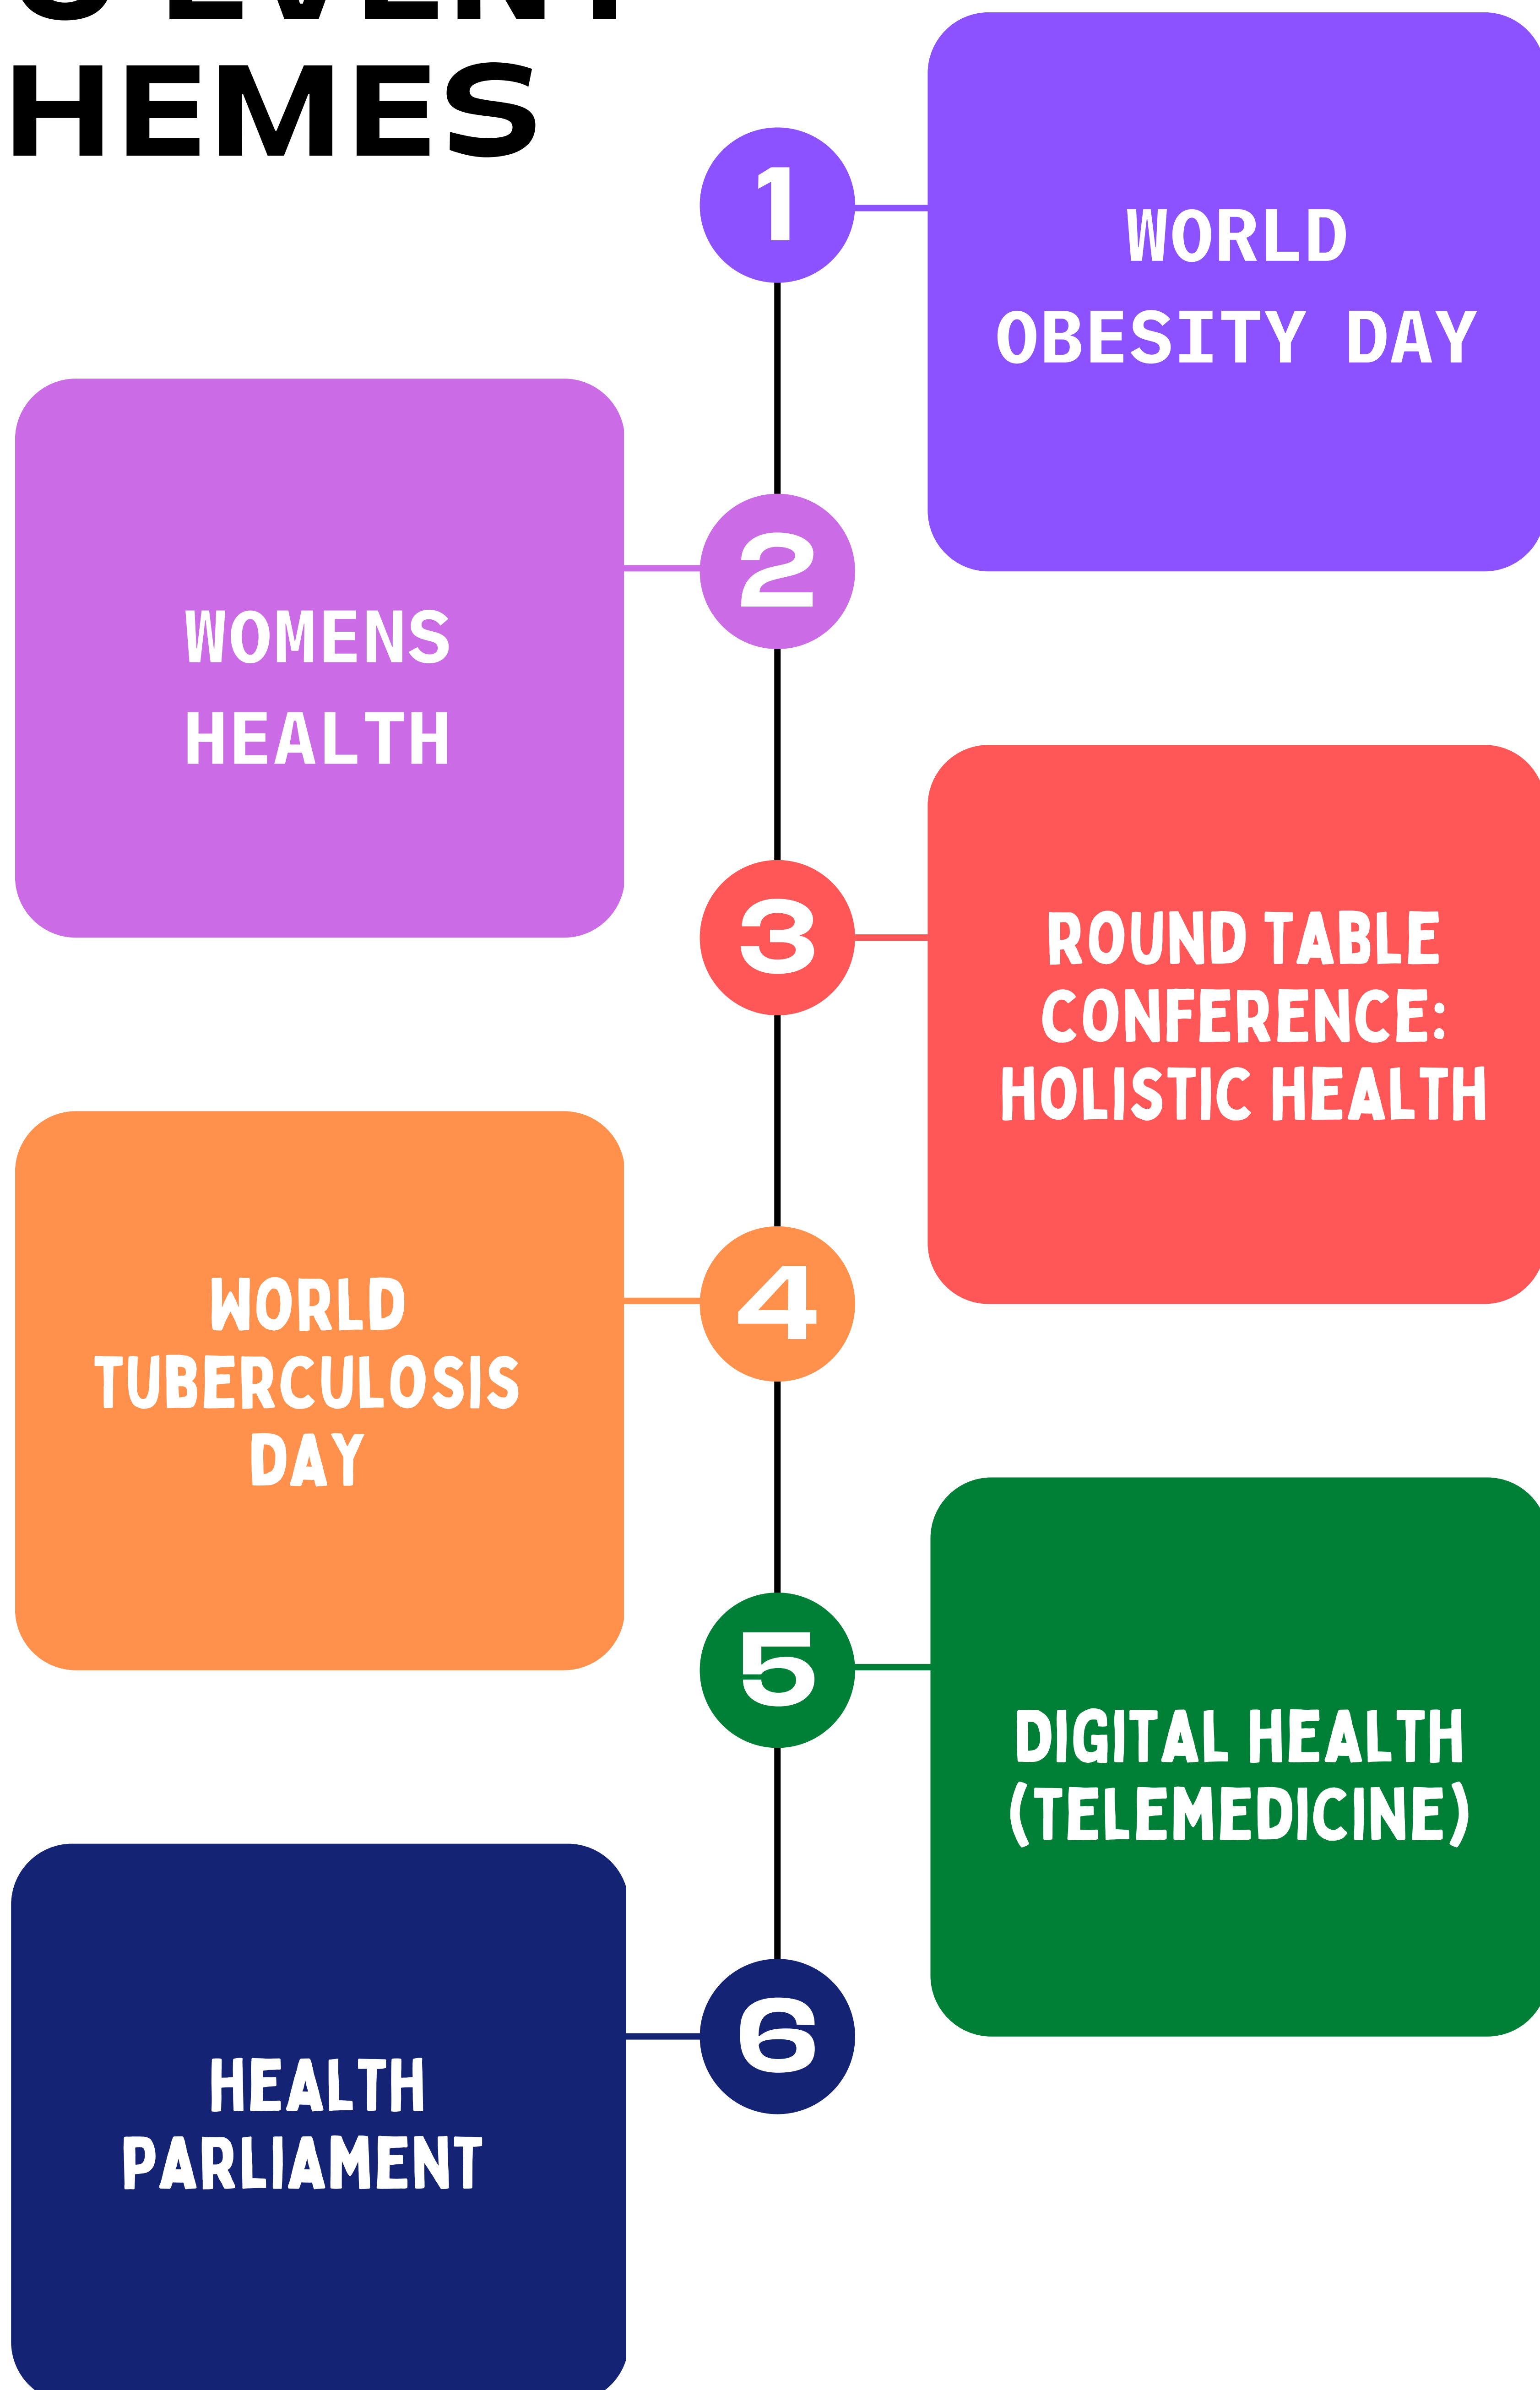 EVENT
HEMES
1
WORLD
OBESITY DAY
2
WOMENS
HEALTH
3
ROUND TABLE
CONFERENCE:
HOLISTIC HEALTH
4
WORLD
TUBERCULOSIS
DAY
5
DIGITAL HEALTH
(TELEMEDICINE)
6
HEALTH
PARLIAMENT